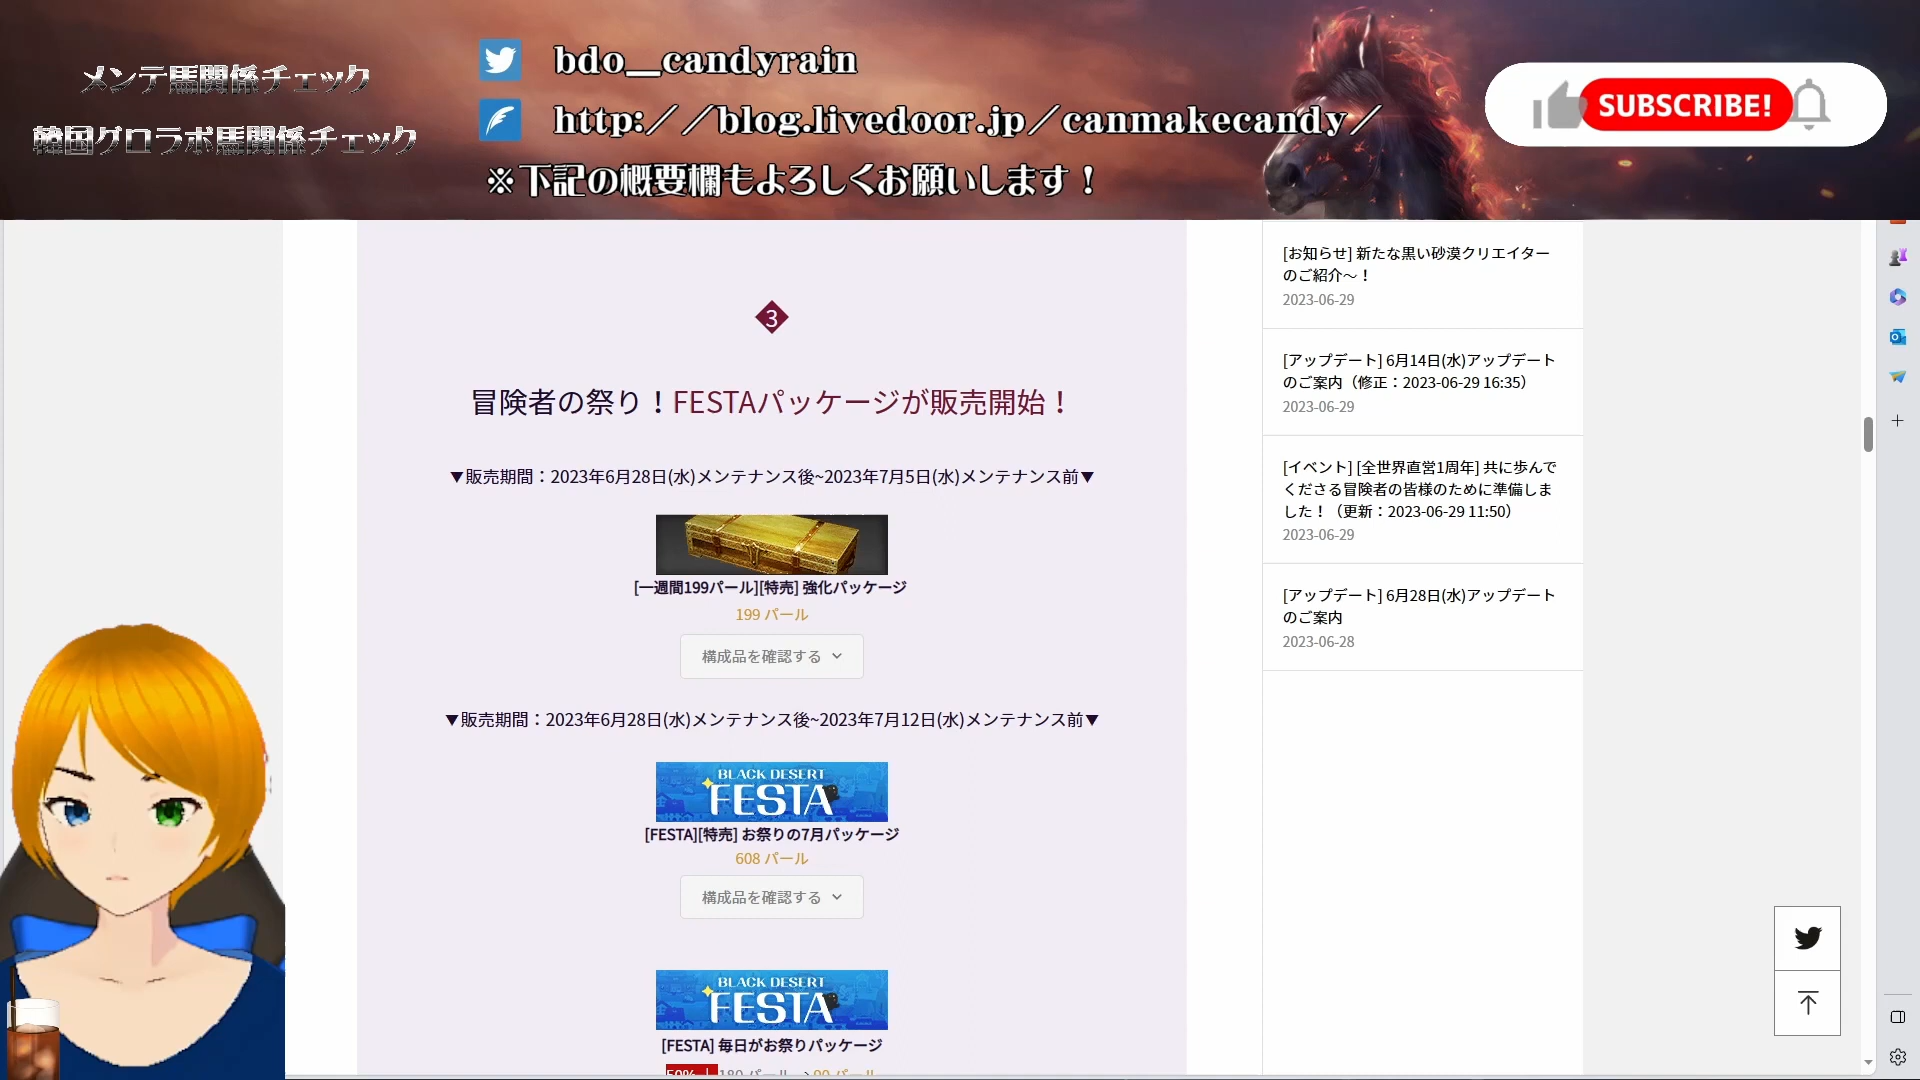 メンテ馬関係チェック
韓国グロラボ馬関係チェック
bdo__candyrain
http://blog.livedoor.jp/canmakecandy/
※下記の概要欄もよろしくお願いします！
SUBSCRIBE!
3
冒険者の祭り！FESTAパッケージが販売開始！
▼販売期間：2023年6月28日(水)メンテナンス後~2023年7月5日(水)メンテナンス前▼
[一週間199パール][特売] 強化パッケージ
199 パール
構成品を確認する
▼販売期間：2023年6月28日(水)メンテナンス後~2023年7月12日(水)メンテナンス前▼
BLACK DESERT
FESTA
[FESTA][特売] お祭りの7月パッケージ
608 パール
構成品を確認する
BLACK DESERT
FESTA
[FESTA] 毎日がお祭りパッケージ
[お知らせ] 新たな黒い砂漠クリエイター
のご紹介～！
2023-06-29
[アップデート] 6月14日(水)アップデート
のご案内（修正：2023-06-29 16:35）
2023-06-29
[イベント] [全世界直営1周年] 共に歩んで
くださる冒険者の皆様のために準備しま
した！（更新：2023-06-29 11:50）
2023-06-29
[アップデート] 6月28日(水)アップデート
のご案内
2023-06-28